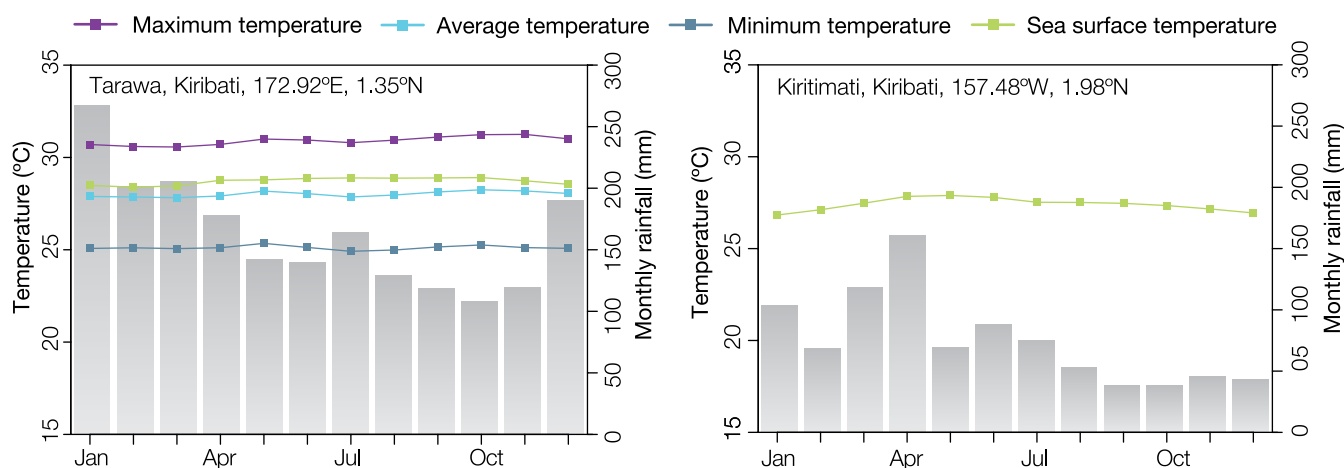 Maximum temperature Average temperature Minimum temperature Sea surface temperature
Tarawa, Kiribati, 172.92ºE, 1.35ºN
Temperature (ºC)
35
30
25
20
15
Monthly rainfall (mm)
300
250
200
150
100
50
0
Jan Apr Jul Oct
Kiritimati, Kiribati, 157.48ºW, 1.98ºN
Temperature (ºC)
35
30
25
20
15
Monthly rainfall (mm)
300
250
200
150
100
05
0
Jan Apr Jul Oct